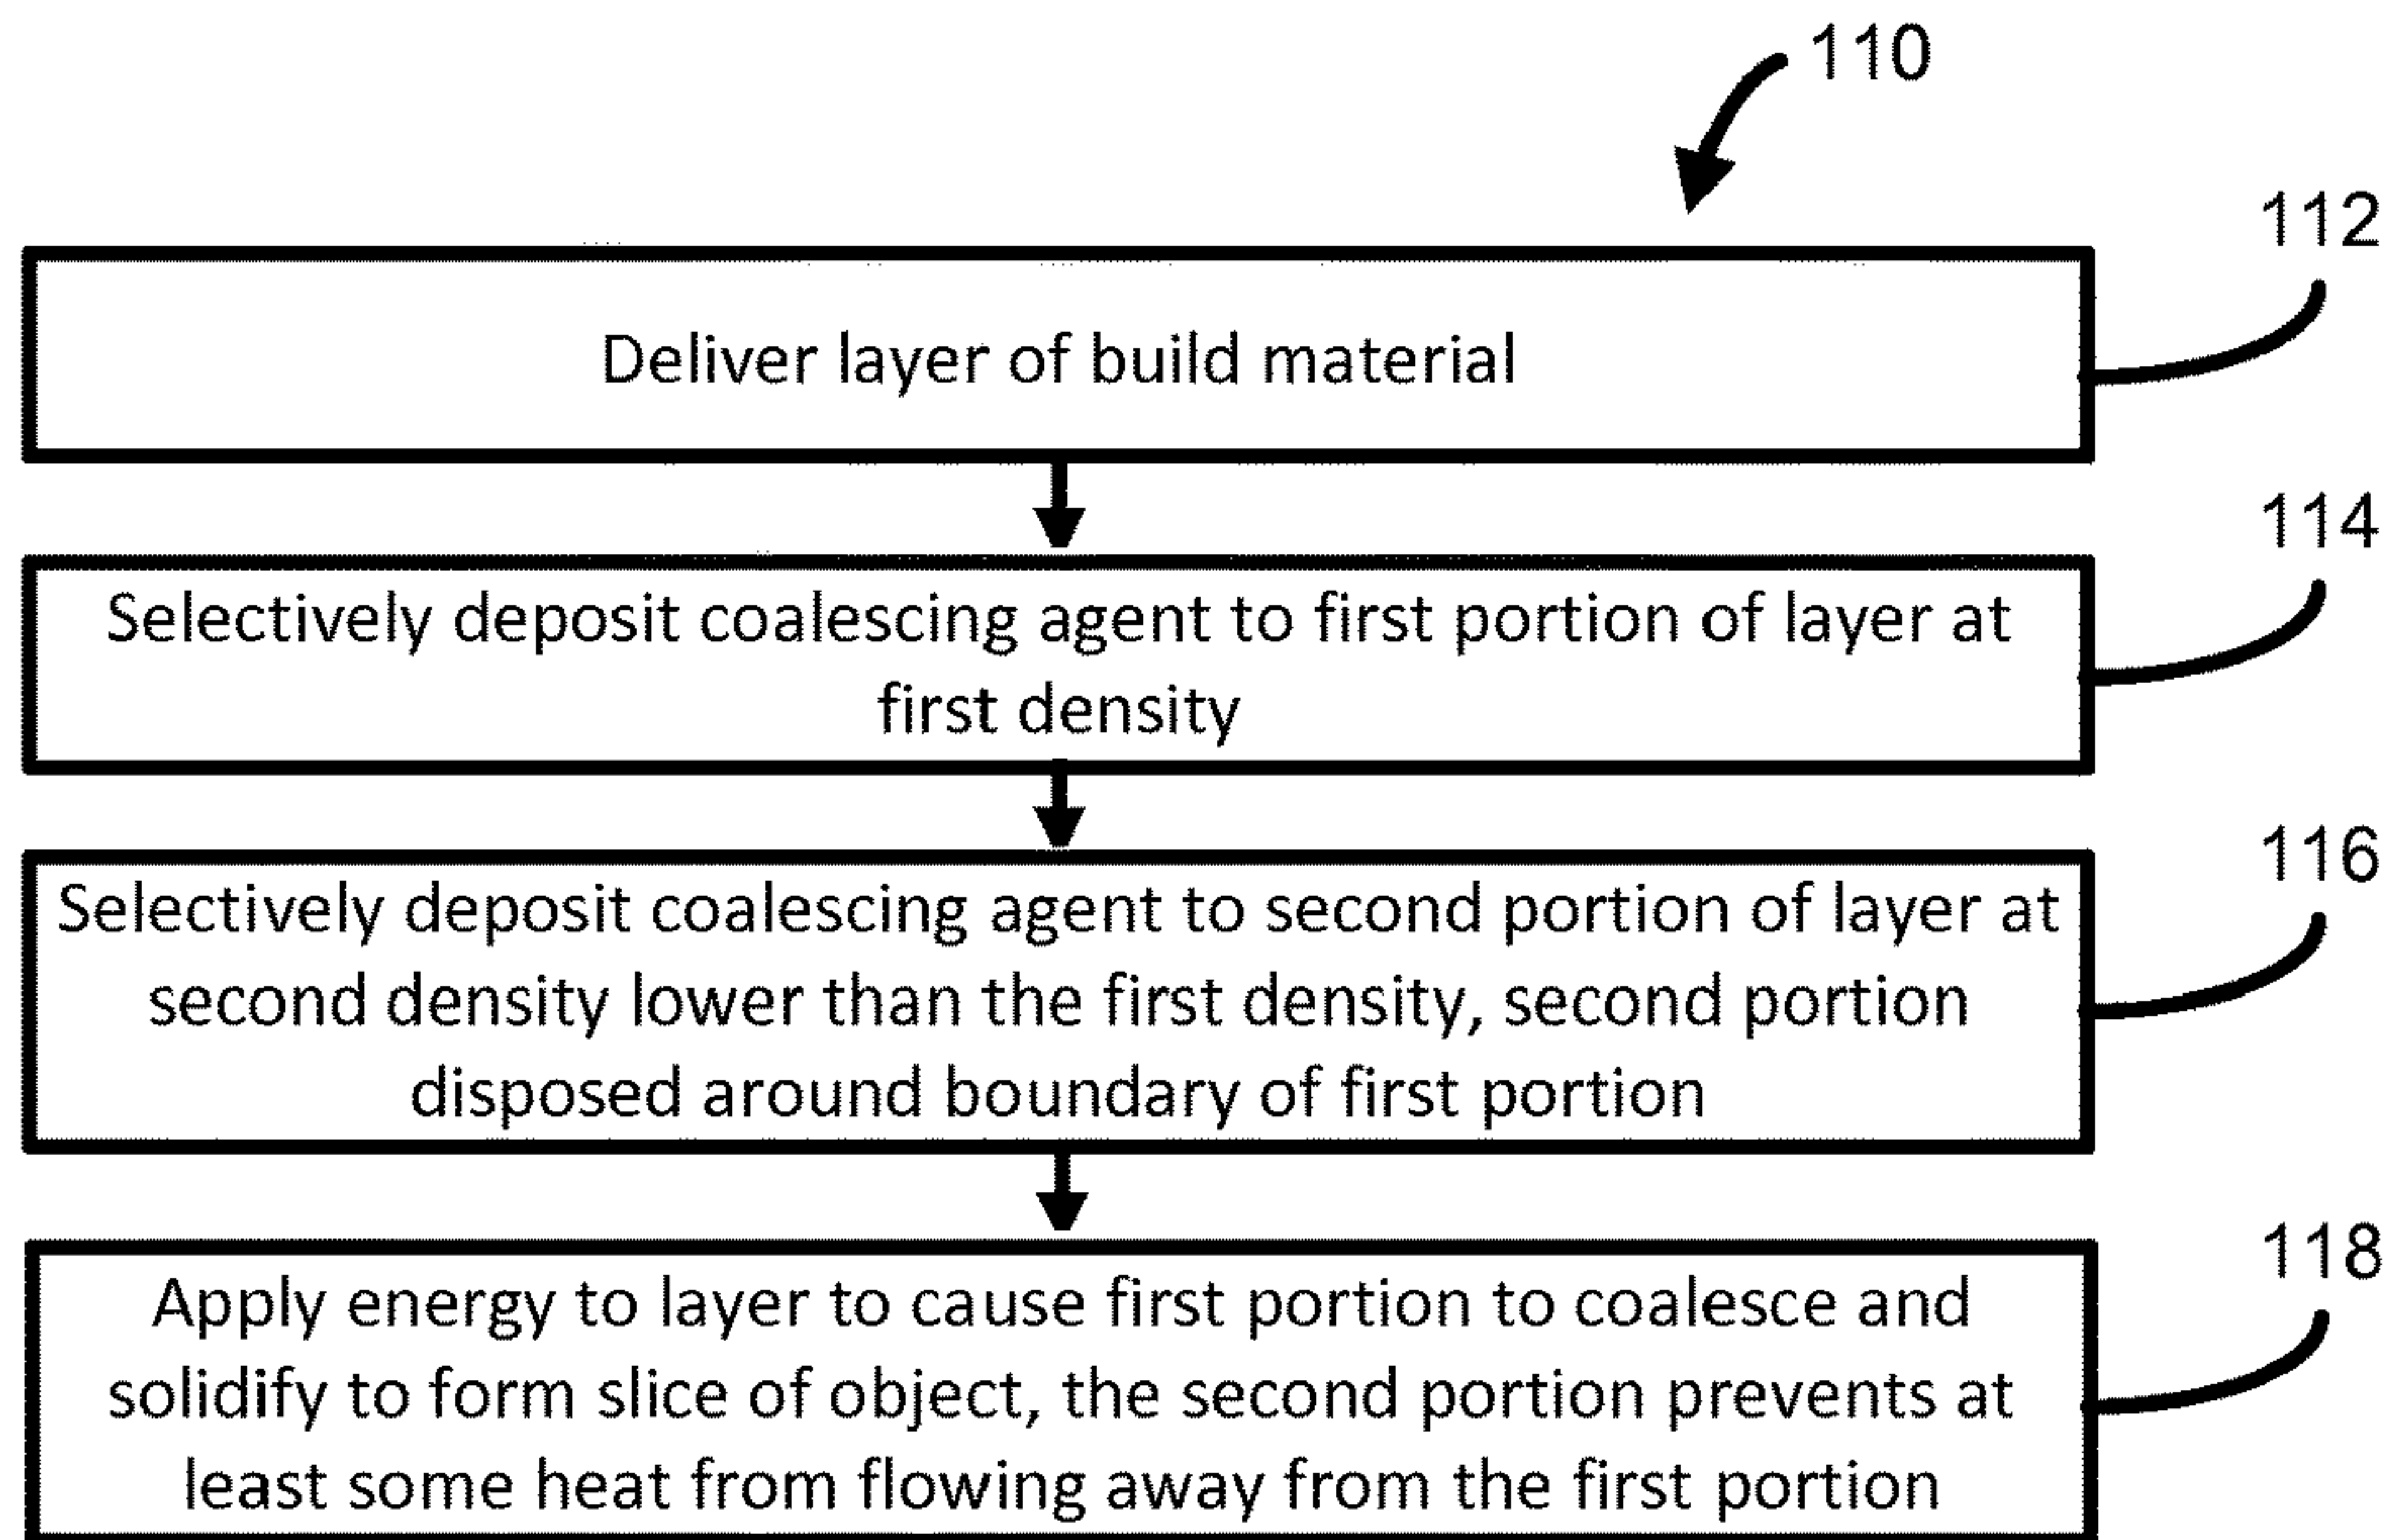 110
112
Deliver layer of build material
114
Selectively deposit coalescing agent to first portion of layer at
first density
116
Selectively deposit coalescing agent to second portion of layer at
second density lower than the first density, second portion
disposed around boundary of first portion
118
Apply energy to layer to cause first portion to coalesce and
solidify to form slice of object, the second portion prevents at
least some heat from flowing away from the first portion